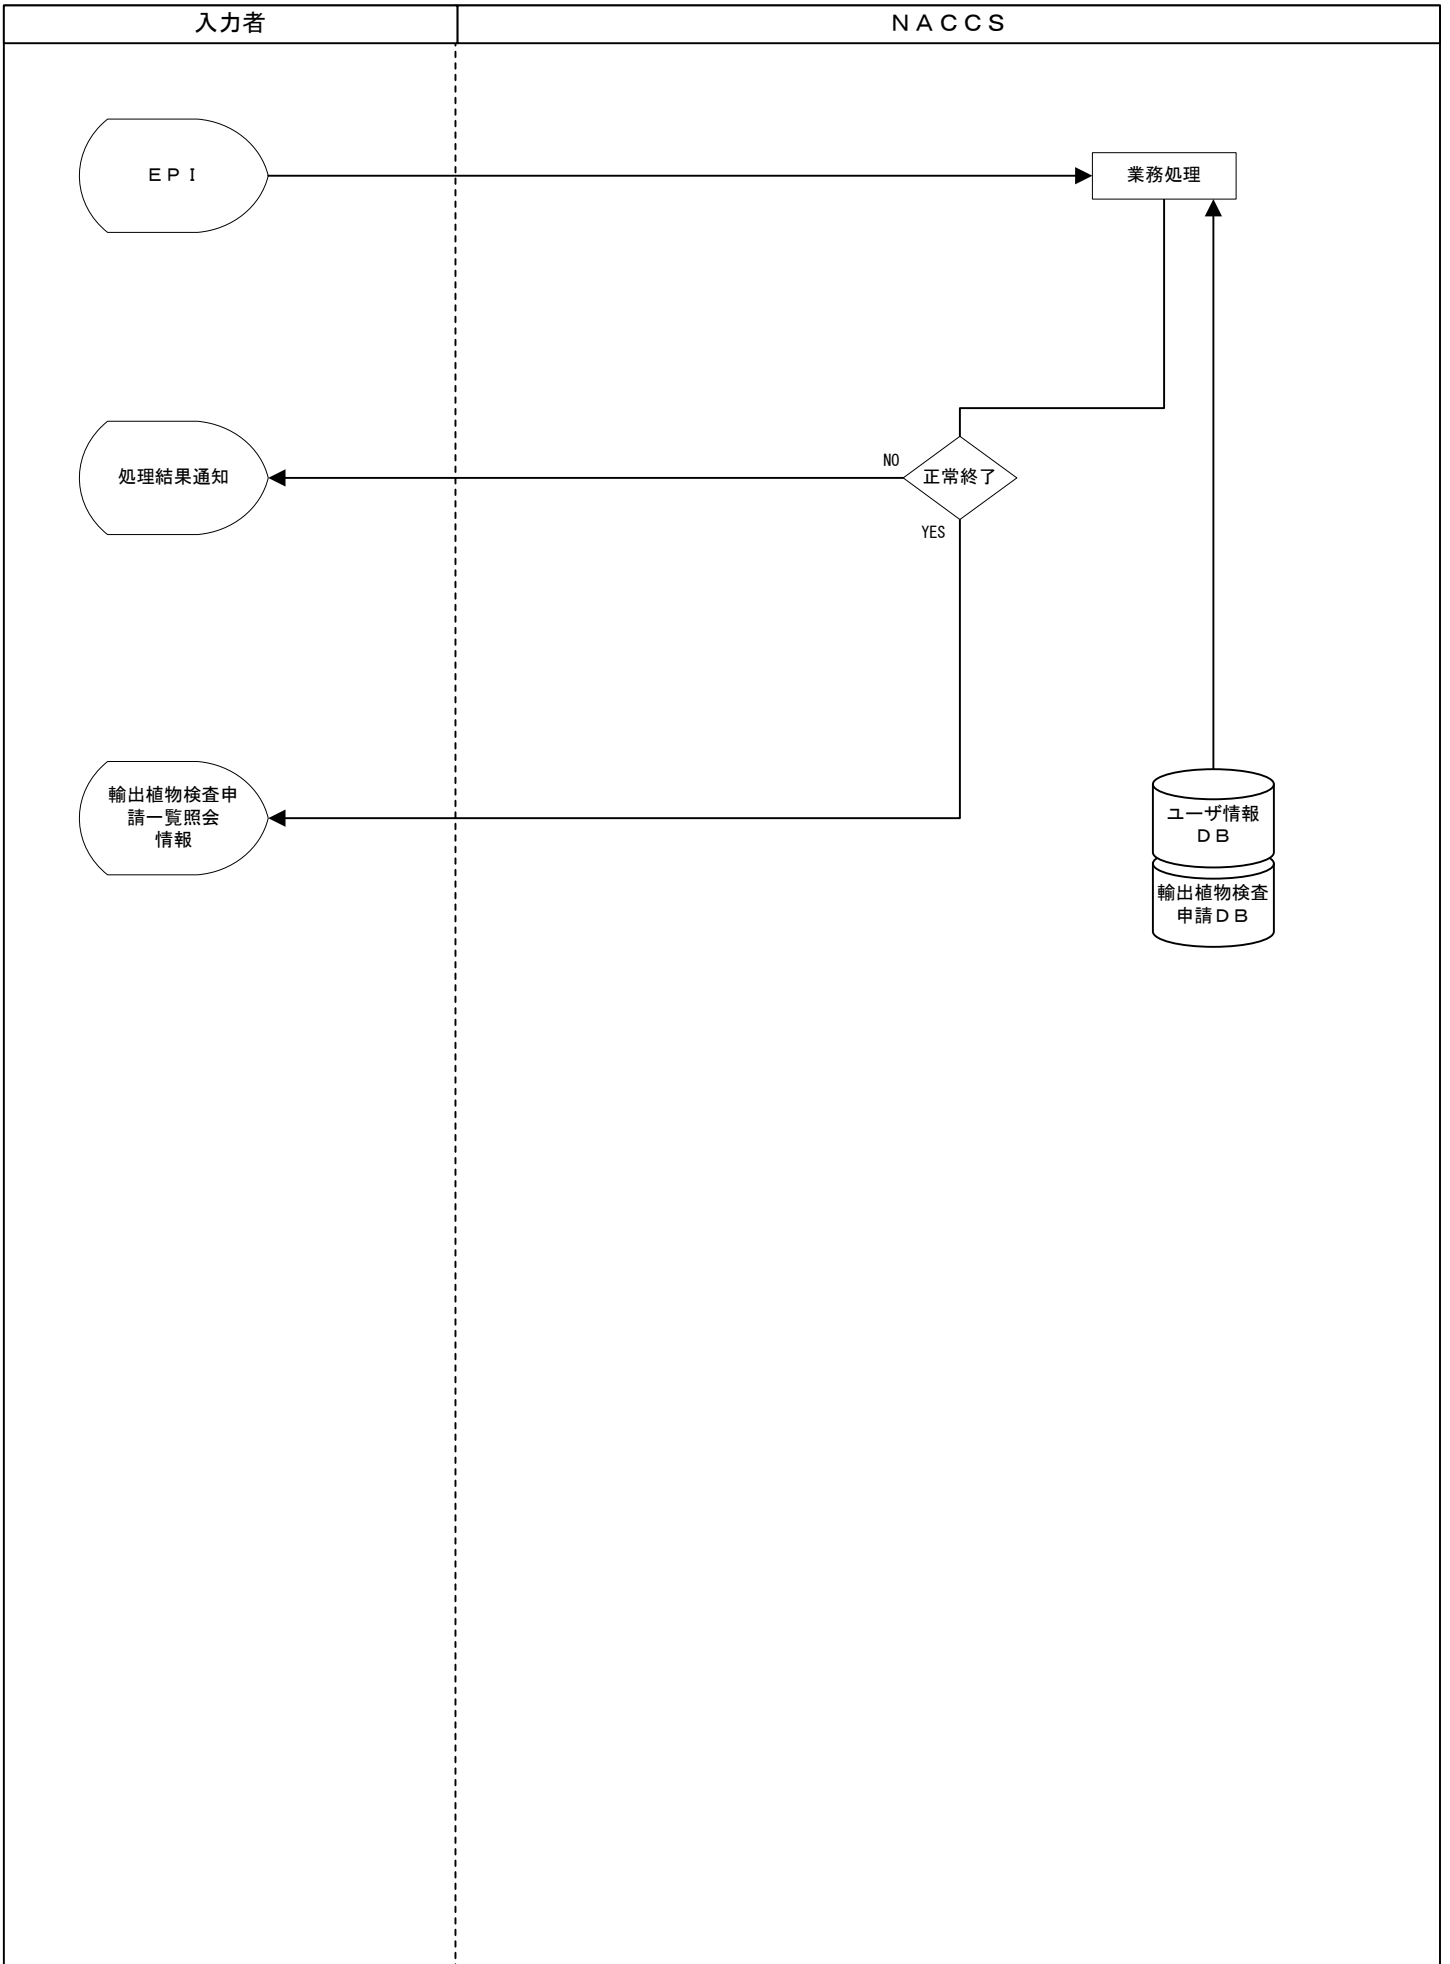 入力者
ＮＡＣＣＳ
ＥＰＩ
業務処理
処理結果通知
NO
正常終了
YES
輸出植物検査申
請一覧照会
情報
ユーザ情報
ＤＢ
輸出植物検査
申請ＤＢ